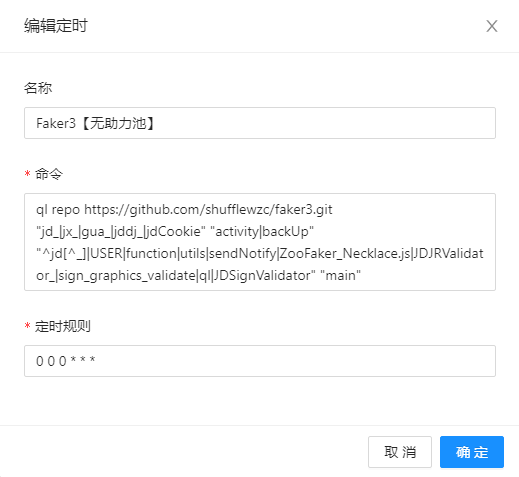 编辑定时
名称
Faker3【无助力池】
* 命令
ql repo https://github.com/shufflewzc/faker3.git
"jd_|jx_|gua_|jddj_|jdCookie" "activity|backUp"
"^jd[^_]|USER|function|utils|sendNotify|ZooFaker_Necklace.js|JDJRValidat
or_|sign_graphics_validate|ql|JDSignValidator" "main"
* 定时规则
0 0 0 * * *
取 消
确 定